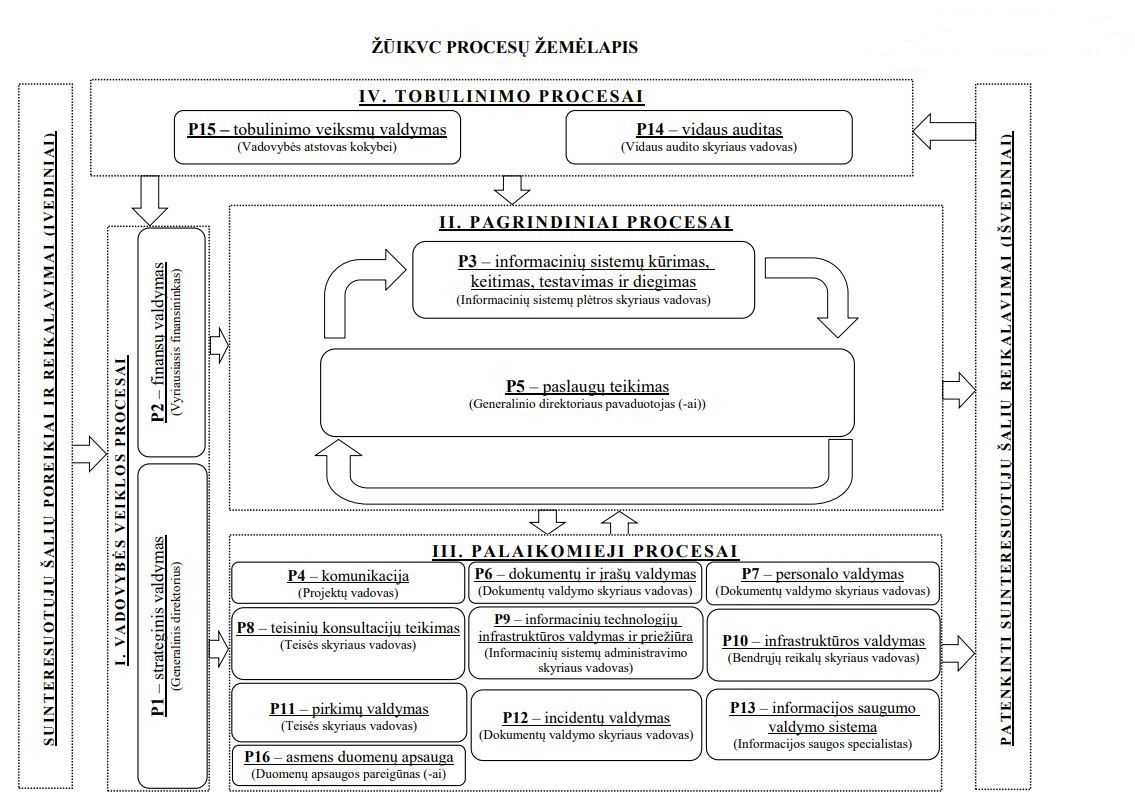 ŽŪIKVC PROCESŲ ŽEMĖLAPIS
SUINTERESUOTŲJŲ ŠALIŲ POREIKIAI IR REIKALAVIMAI (ĮVEDINIAI)
IV. TOBULINIMO PROCESAI
P15 – tobulinimo veiksmų valdymas
(Vadovybės atstovas kokybei)
P14 – vidaus auditas
(Vidaus audito skyriaus vadovas)
I. VADOVYBĖS VEIKLOS PROCESAI
P2 – finansų valdymas
(Vyriausiasis finansininkas)
P1 – strateginis valdymas
(Generalinis direktorius)
II. PAGRINDINIAI PROCESAI
P3 – informacinių sistemų kūrimas,
keitimas, testavimas ir diegimas
(Informacinių sistemų plėtros skyriaus vadovas)
P5 – paslaugų teikimas
(Generalinio direktoriaus pavaduotojas (-ai))
III. PALAIKOMIEJI PROCESAI
P4 – komunikacija
(Projektų vadovas)
P6 – dokumentų ir įrašų valdymas
(Dokumentų valdymo skyriaus vadovas)
P7 – personalo valdymas
(Dokumentų valdymo skyriaus vadovas)
P8 – teisinių konsultacijų teikimas
(Teisės skyriaus vadovas)
P9 – informacinių technologijų
infrastruktūros valdymas ir priežiūra
(Informacinių sistemų administravimo
skyriaus vadovas)
P10 – infrastruktūros valdymas
(Bendrųjų reikalų skyriaus vadovas)
P11 – pirkimų valdymas
(Teisės skyriaus vadovas)
P12 – incidentų valdymas
(Dokumentų valdymo skyriaus vadovas)
P13 – informacijos saugumo
valdymo sistema
(Informacijos saugos specialistas)
P16 – asmens duomenų apsauga
(Duomenų apsaugos pareigūnas (-ai)
PATENKINTI SUINTERESUOTŲJŲ ŠALIŲ REIKALAVIMAI (IŠVEDINIAI)